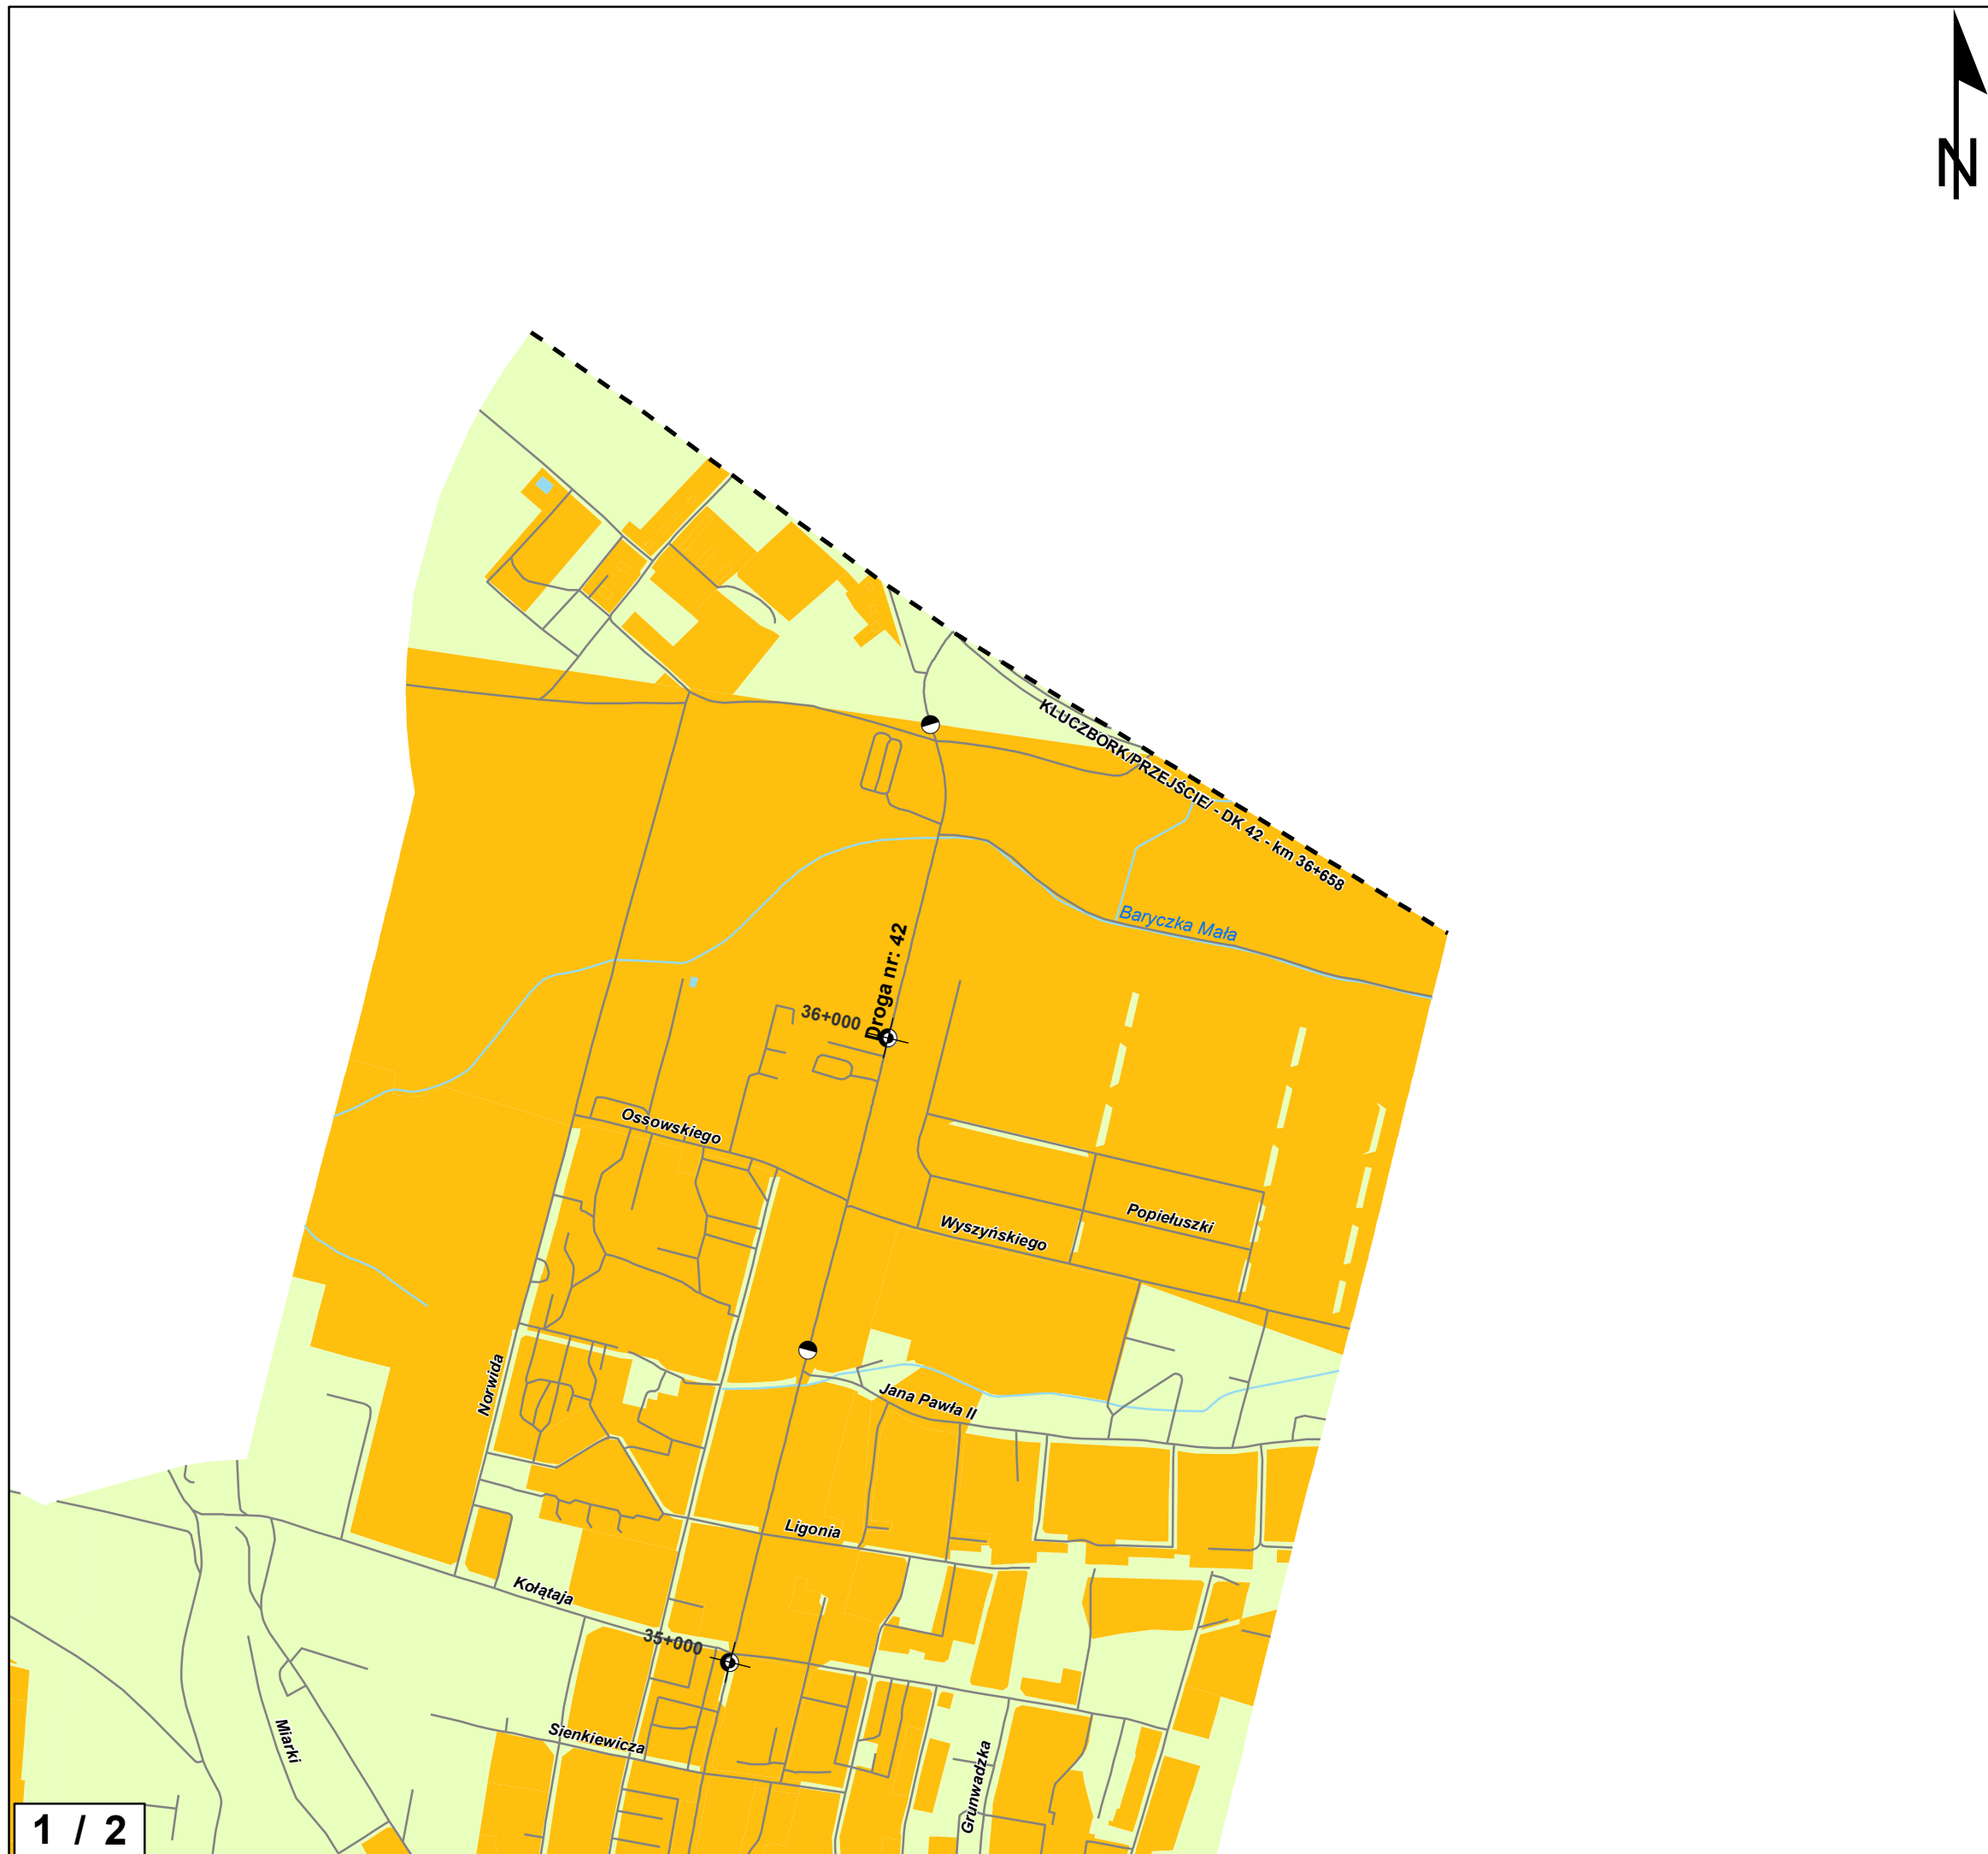 N
KLUCZBORK/PRZEJŚCIE/ - DK 42 - km 36+658
Baryczka Mała
Droga nr: 42
36+000
Ossowskiego
Popiełuszki
Wyszyńskiego
Norwida
Jana Pawła II
Ligonia
Kołątaja
35+000
Sienkiewicza
Miarki
Grunwadzka
1 / 2